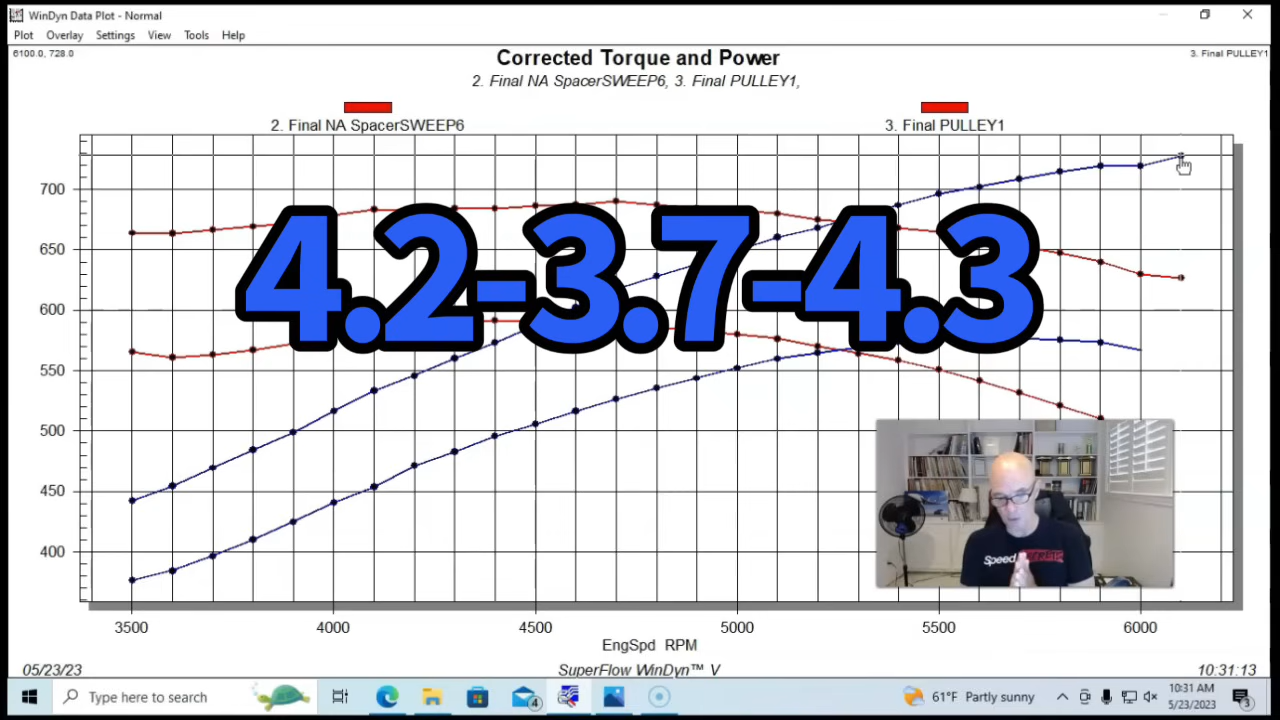 WinDyn Data Plot - Normal
Plot Overlay Settings View Tools Help
6100.0, 728.0
3. Final PULLEY1
Corrected Torque and Power
2. Final NA SpacerSWEEP6, 3. Final PULLEY1,
2. Final NA SpacerSWEEP6
3. Final PULLEY1
700
650
600
550
500
450
400
4.2-3.7-4.3
Speed
3500 4000 4500 5000 5500 6000
EngSpd RPM
05/23/23
SuperFlow WinDyn™ V
10:31:13
Type here to search
4
61°F Partly sunny
10:31 AM
5/23/2023
3